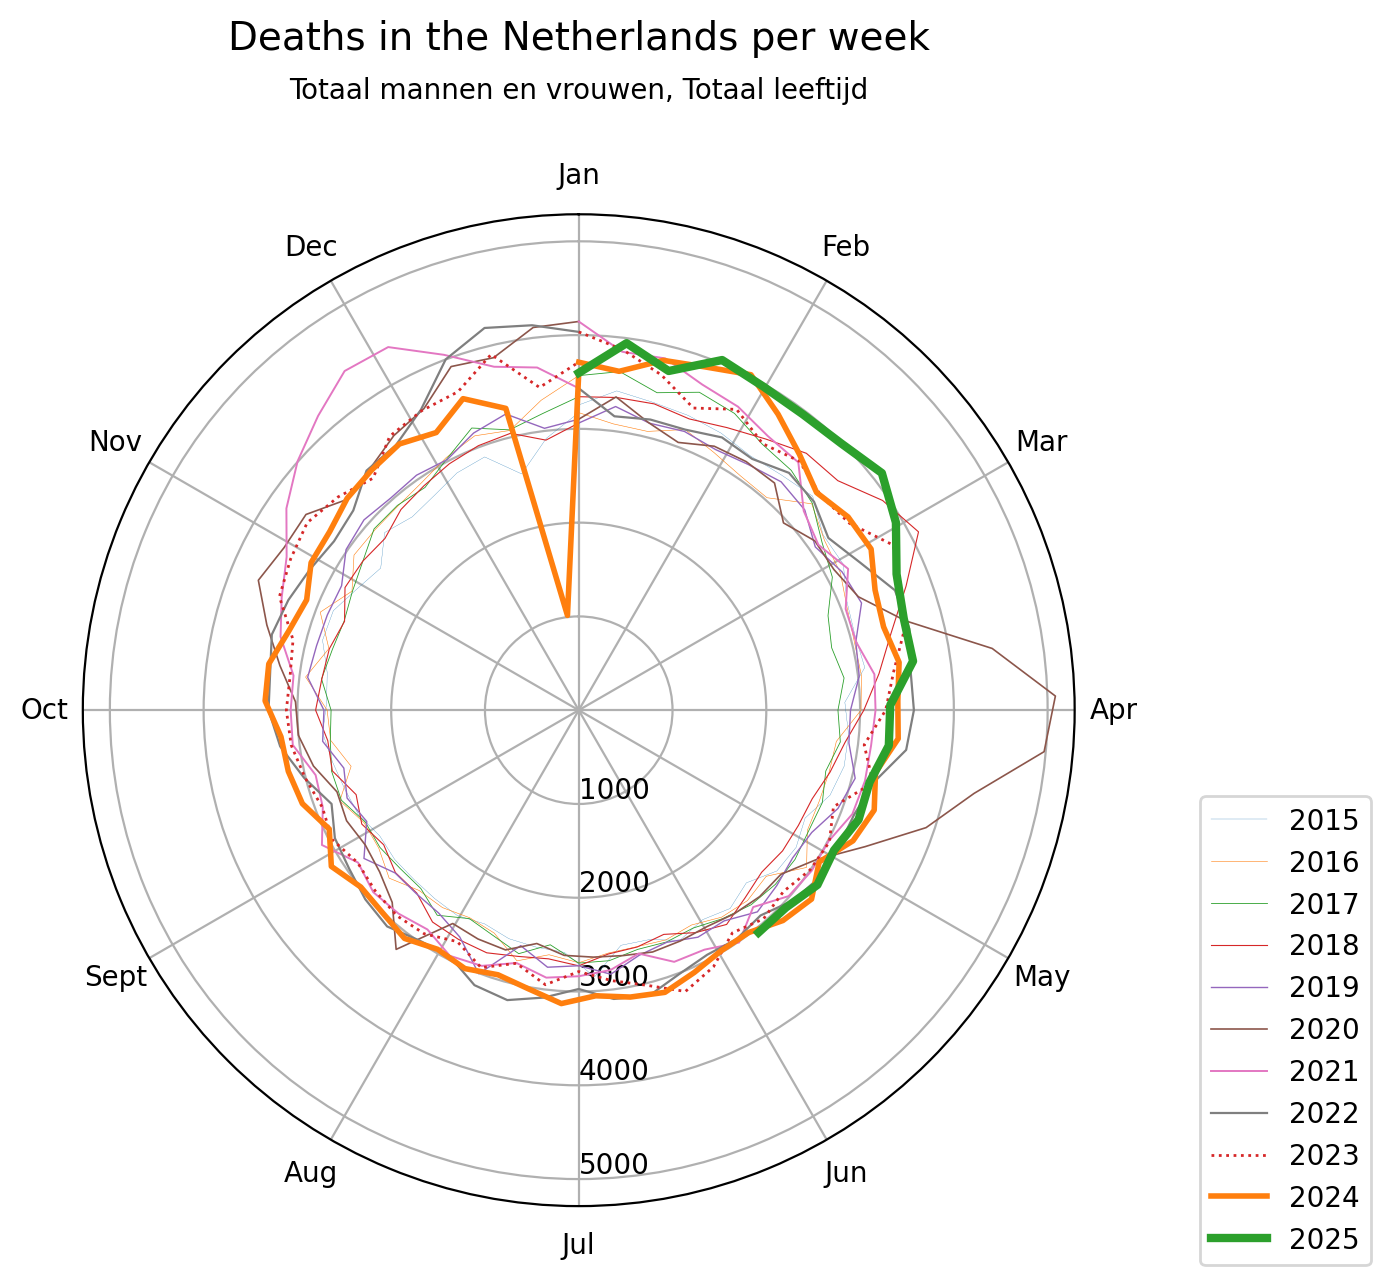 Deaths in the Netherlands per week
Totaal mannen en vrouwen, Totaal leeftijd
Jan
Dec
Feb
Nov
Mar
Oct
Apr
1000
2000
3000
4000
5000
Sept
May
Aug
Jun
Jul
2015
2016
2017
2018
2019
2020
2021
2022
2023
2024
2025